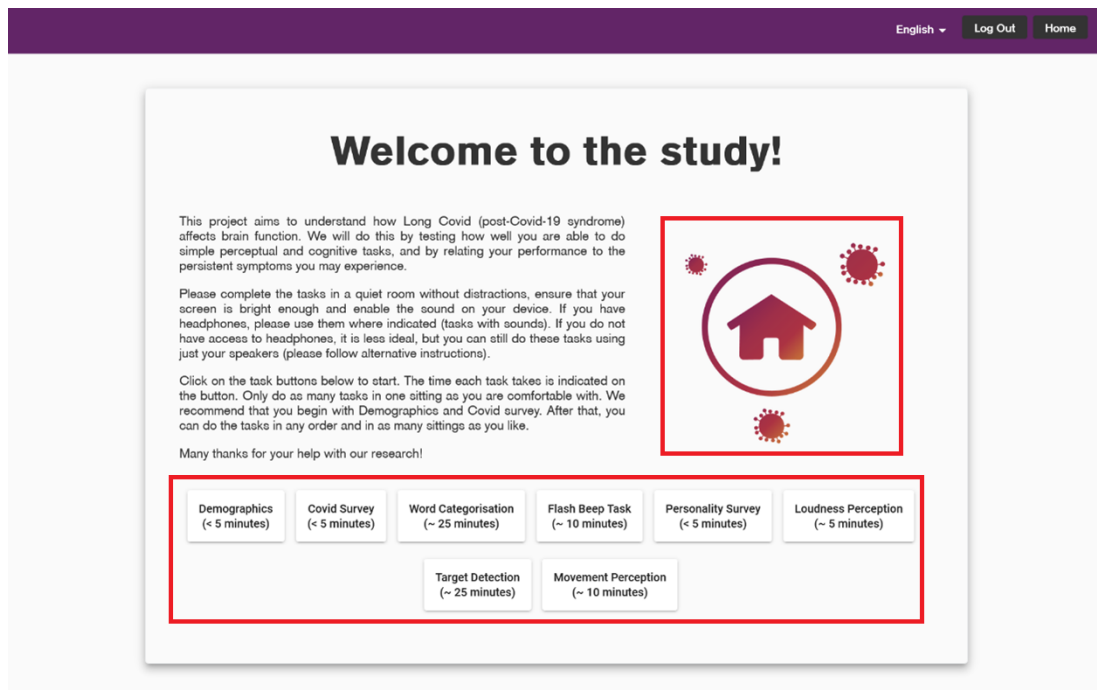 English
Log Out
Home
Welcome to the study!
This project aims to understand how Long Covid (post-Covid-19 syndrome)
affects brain function. We will do this by testing how well you are able to do
simple perceptual and cognitive tasks, and by relating your performance to the
persistent symptoms you may experience.
Please complete the tasks in a quiet room without distractions, ensure that your
screen is bright enough and enable the sound on your device. If you have
headphones, please use them where indicated (tasks with sounds). If you do not
have access to headphones, it is less ideal, but you can still do these tasks using
just your speakers (please follow alternative instructions).
Click on the task buttons below to start. The time each task takes is indicated on
the button. Only do as many tasks in one sitting as you are comfortable with. We
recommend that you begin with Demographics and Covid survey. After that, you
can do the tasks in any order and in as many sittings as you like.
Many thanks for your help with our research!
Demographics
(< 5 minutes)
Covid Survey
(< 5 minutes)
Word Categorisation
(~ 25 minutes)
Flash Beep Task
(~ 10 minutes)
Personality Survey
(< 5 minutes)
Loudness Perception
(~ 5 minutes)
Target Detection
(~ 25 minutes)
Movement Perception
(~ 10 minutes)